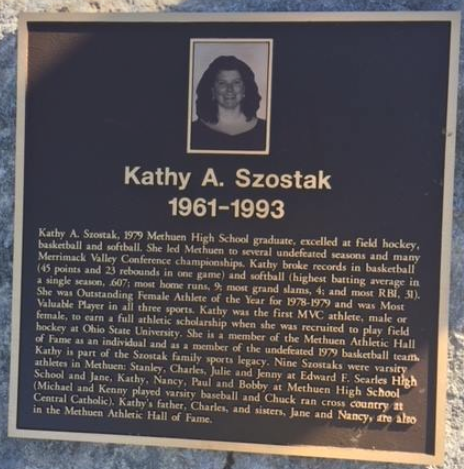 Kathy A. Szostak
1961-1993
Kathy A. Szostak, 1979 Methuen High School graduate, excelled at field hockey,
basketball and softball. She led Methuen to several undefeated seasons and many
Merrimack Valley Conference championships. Kathy broke records in basketball
(45 points and 23 rebounds in one game) and softball (highest batting average in
a single season, .607; most home runs, 9; most grand slams, 4; and most RBI, 31).
She was Outstanding Female Athlete of the Year for 1978-1979 and was Most
Valuable Player in all three sports. Kathy was the first MVC athlete, male or
female, to earn a full athletic scholarship when she was recruited to play field
hockey at Ohio State University. She is a member of the Methuen Athletic Hall
of Fame as an individual and as a member of the undefeated 1979 basketball team.
Kathy is part of the Szostak family sports legacy. Nine Szostaks were varsity
athletes in Methuen: Stanley, Charles, Julie and Jenny at Edward F. Searles High
School and Jane, Kathy, Nancy, Paul and Bobby at Methuen High School
(Michael and Kenny played varsity baseball and Chuck ran cross country at
Central Catholic). Kathy's father, Charles, and sisters, Jane and Nancy, are also
in the Methuen Athletic Hall of Fame.